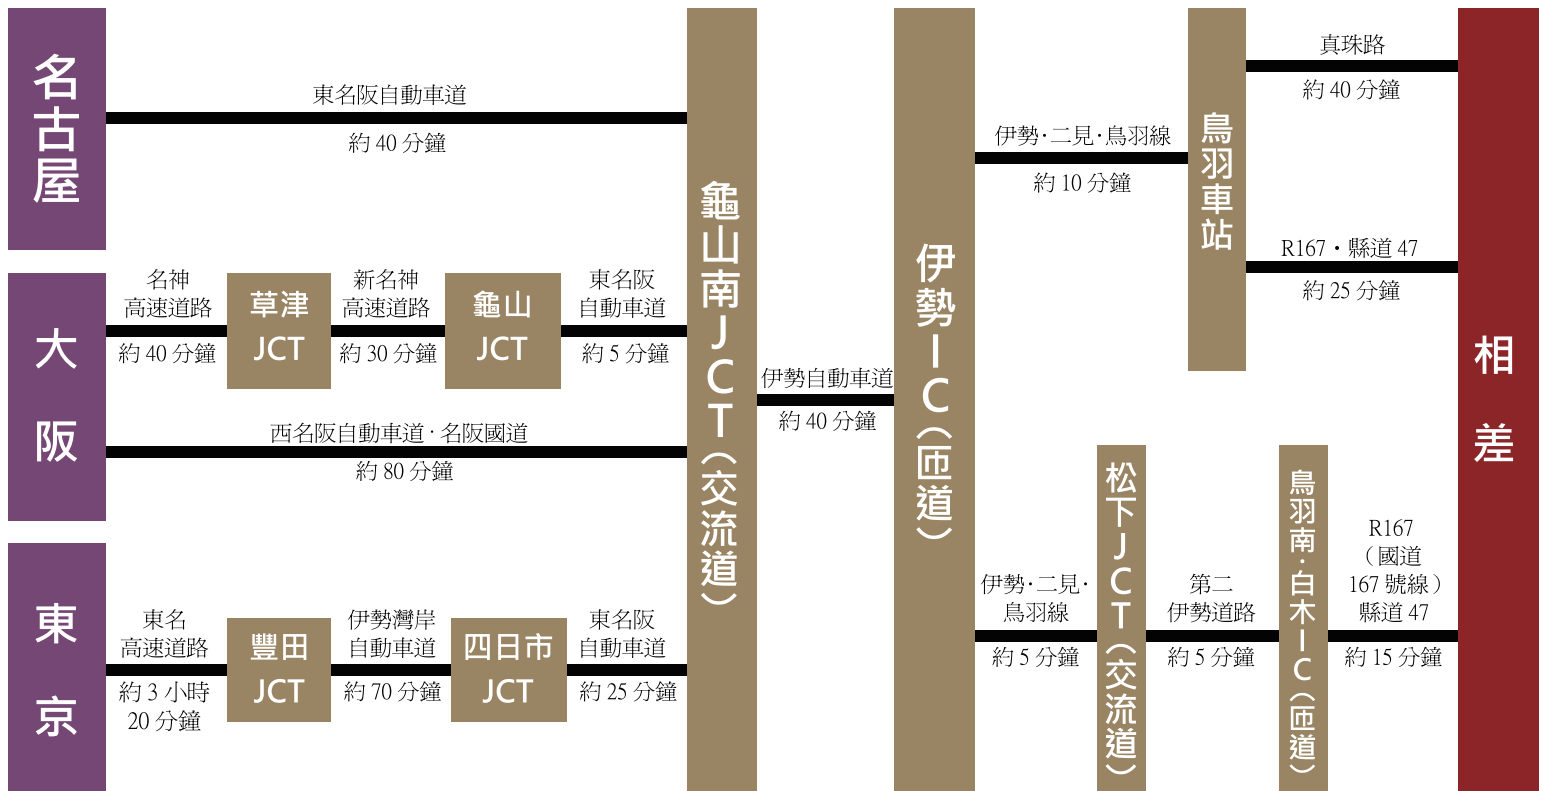 名古屋
東名阪自動車道
約 40 分鐘
大阪
名神
高速道路
約 40 分鐘
草津
JCT
新名神
高速道路
約 30 分鐘
龜山
JCT
東名阪
自動車道
約 5 分鐘
西名阪自動車道·名阪國道
約 80 分鐘
東京
東名
高速道路
約 3 小時
20 分鐘
豐田
JCT
伊勢灣岸
自動車道
約 70 分鐘
四日市
JCT
東名阪
自動車道
約 25 分鐘
龜山南JCT（交流道）
伊勢自動車道
約 40 分鐘
伊勢IC（匝道）
伊勢·二見·鳥羽線
約 10 分鐘
鳥羽車站
真珠路
約 40 分鐘
R167・縣道 47
約 25 分鐘
伊勢·二見·
鳥羽線
約 5 分鐘
松下JCT（交流道）
第二
伊勢道路
約 5 分鐘
鳥羽南·白木IC（匝道）
R167
（國道
167 號線）
縣道 47
約 15 分鐘
相差